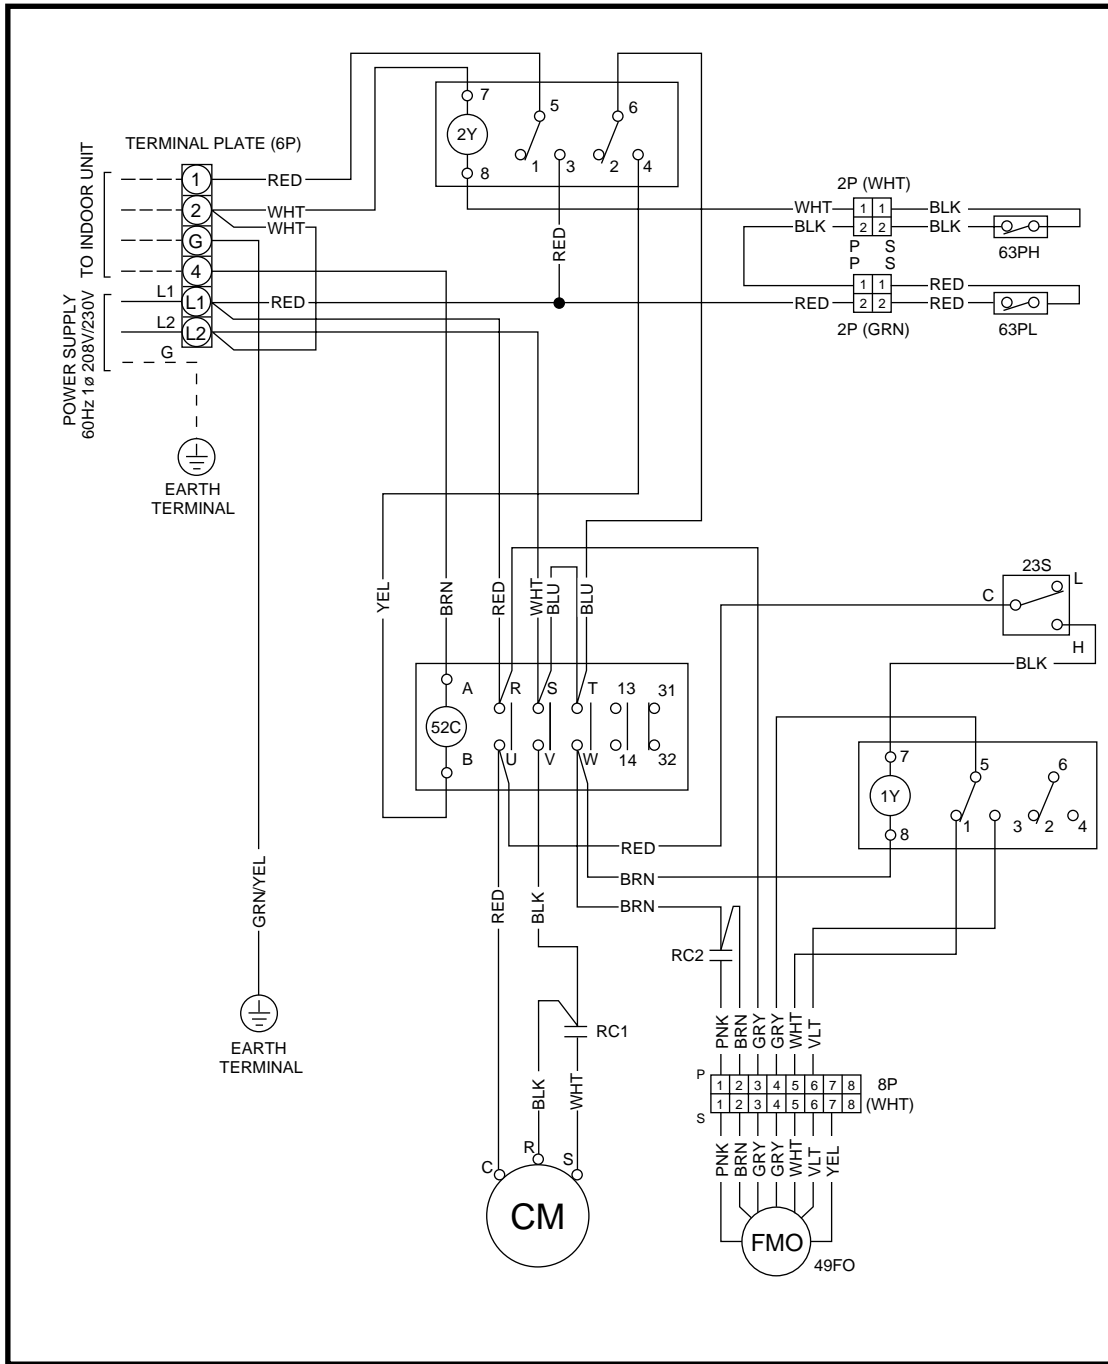 TERMINAL PLATE (6P)
TO INDOOR UNIT
1
2
G
4
L1
L2
RED
WHT
WHT
RED
L1
L2
G
POWER SUPPLY
60Hz 1ø 208V/230V
EARTH
TERMINAL
7
2Y
8
5
1
3
6
2
4
RED
2P (WHT)
WHT
BLK
1 1
2 2
BLK
BLK
63PH
P S
P S
RED
1 1
2 2
RED
RED
63PL
2P (GRN)
YEL
BRN
RED
WHT
BLU
BLU
23S
C
L
H
BLK
A
52C
B
R
S
T
13
31
U
V
W
14
32
7
1Y
8
5
1
3
6
2
4
RED
BRN
BRN
GRN/YEL
RED
BLK
EARTH
TERMINAL
RC1
RC2
BLK
WHT
PNK
BRN
GRY
GRY
WHT
VLT
P
1 2 3 4 5 6 7 8
8P
S
1 2 3 4 5 6 7 8
(WHT)
PNK
BRN
GRY
GRY
WHT
VLT
YEL
C
R
S
CM
FMO
49FO